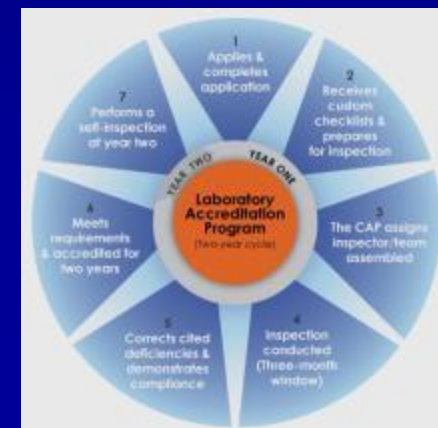 1
Applies &
completes
application
2
Receives
custom
checklists &
prepares
for inspection
3
The CAP assigns
inspector/team
assembled
4
Inspection
conducted
(Three-month
window)
5
Corrects cited
deficiencies &
demonstrates
compliance
6
Meets
requirements
& accredited for
two years
7
Performs a
self-inspection
at year two
YEAR TWO
YEAR ONE
Laboratory
Accreditation
Program
(two-year cycle)